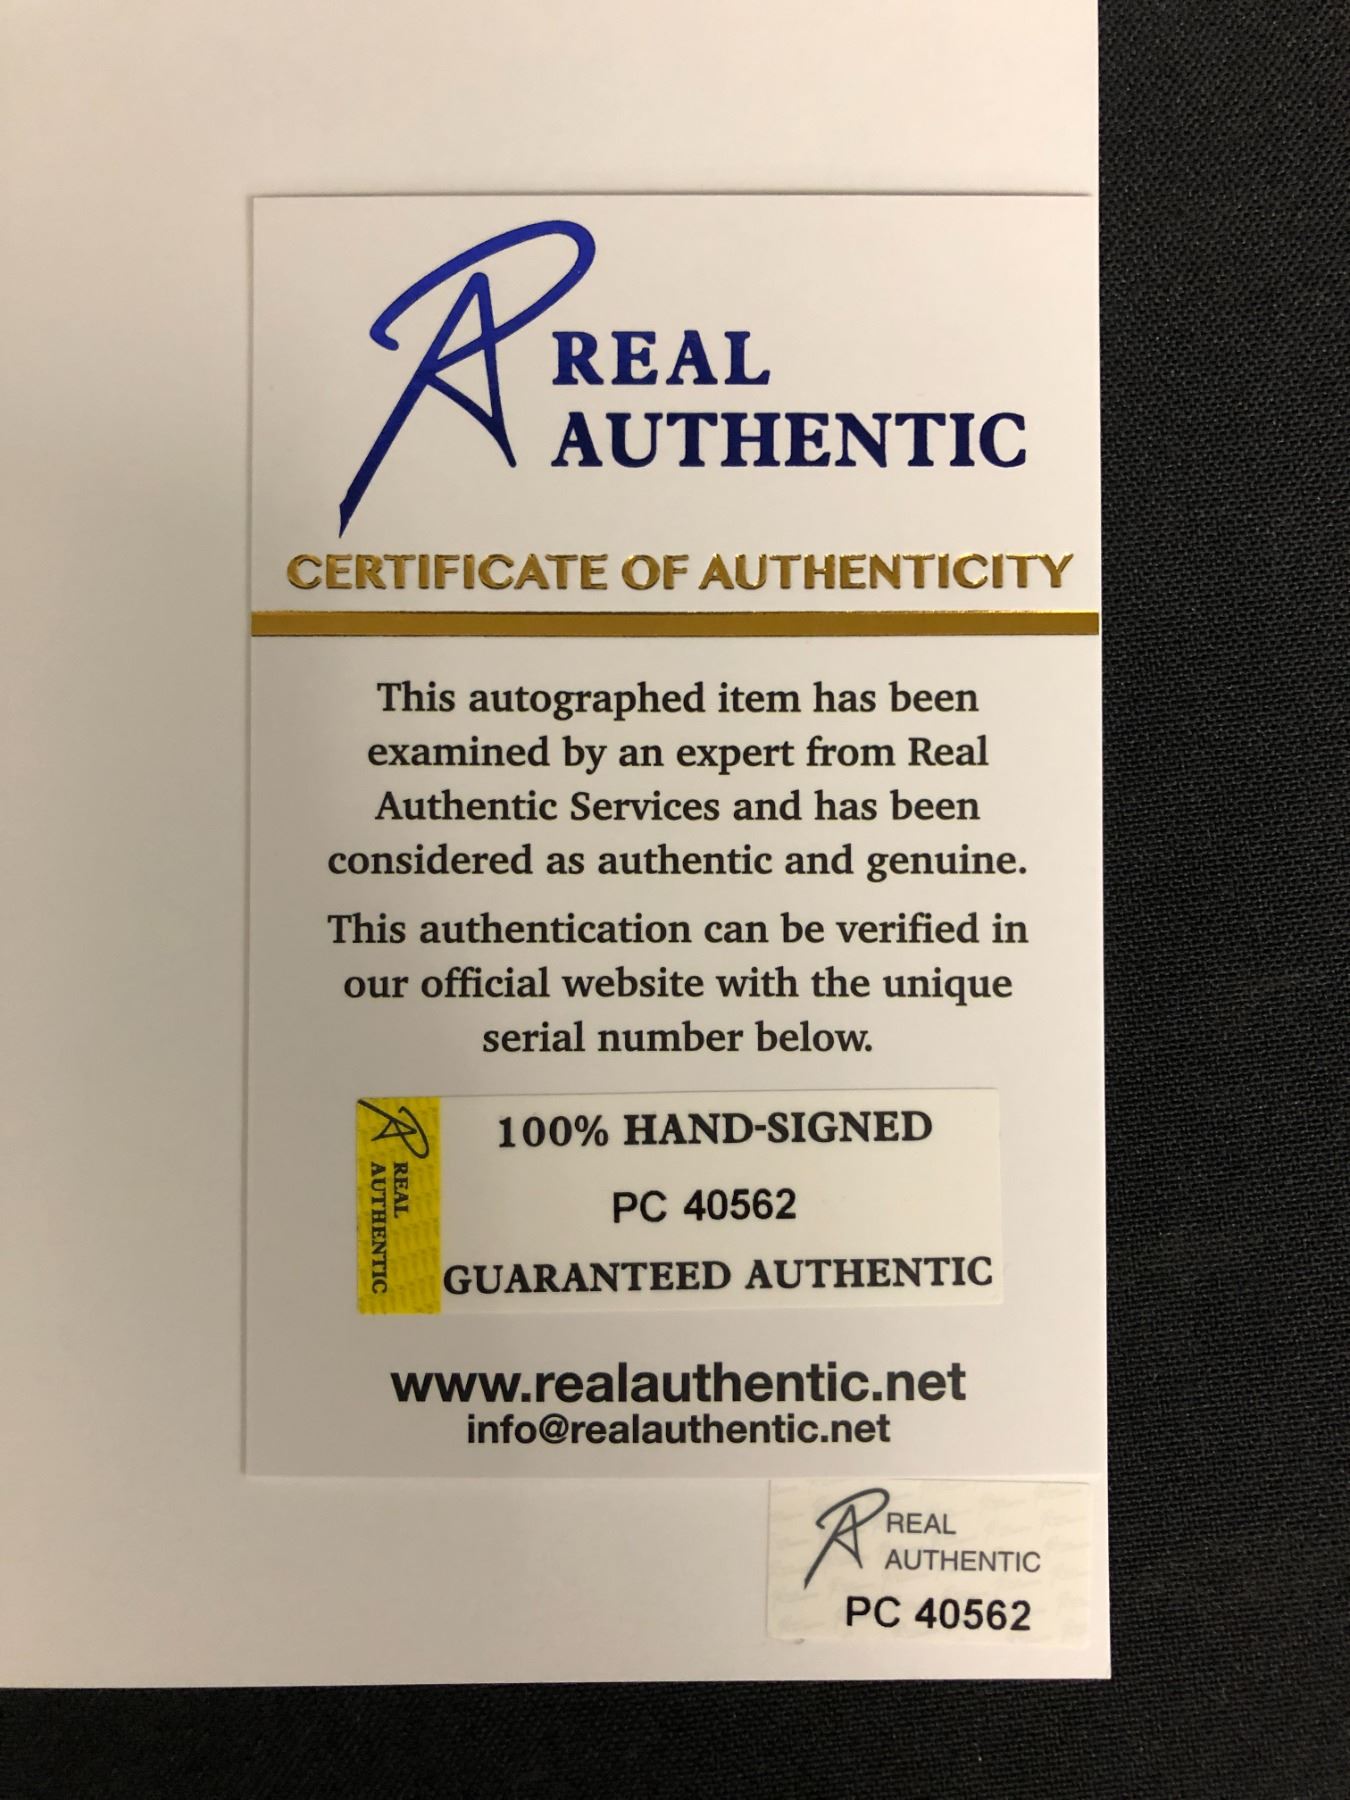 REAL
AUTHENTIC
CERTIFICATE OF AUTHENTICITY
This autographed item has been
examined by an expert from Real
Authentic Services and has been
considered as authentic and genuine.
This authentication can be verified in
our official website with the unique
serial number below.
REAL
AUTHENTIC
100% HAND-SIGNED
PC 40562
GUARANTEED AUTHENTIC
www.realauthentic.net
info@realauthentic.net
REAL
AUTHENTIC
PC 40562